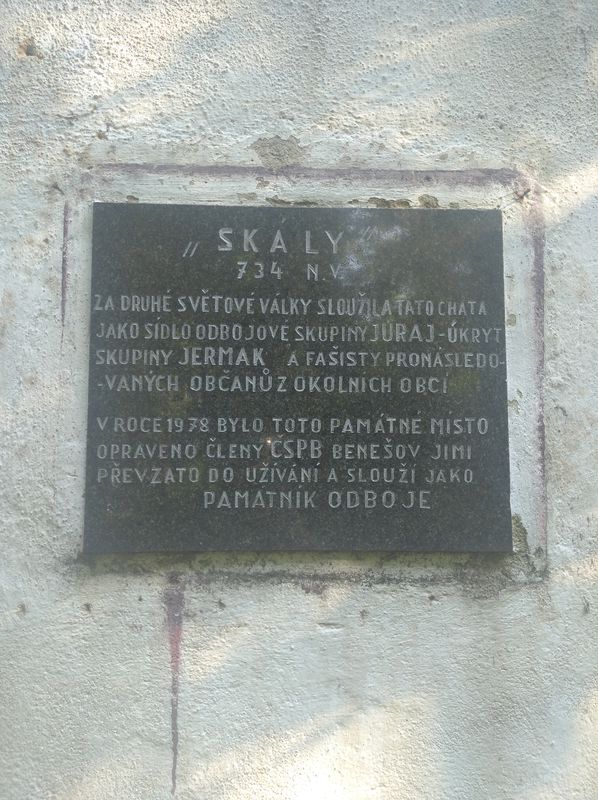 „SKÁLY"
734 N.V.
ZA DRUHÉ SVĚTOVÉ VÁLKY SLOUŽILA TATO CHATA
JAKO SÍDLO ODBOJOVÉ SKUPINY JURAJ-ÚKRYT
SKUPINY JERMAK A FAŠISTY PRONÁSLEDO-
-VANÝCH OBČANŮ Z OKOLNICH OBCÍ
V ROCE 1978 BYLO TOTO PAMÁTNÉ MÍSTO
OPRAVENO ČLENY ČSPB BENEŠOV JIMI
PŘEVZATO DO UŽÍVÁNÍ A SLOUŽÍ JAKO
PAMÁTNÍK ODBOJE